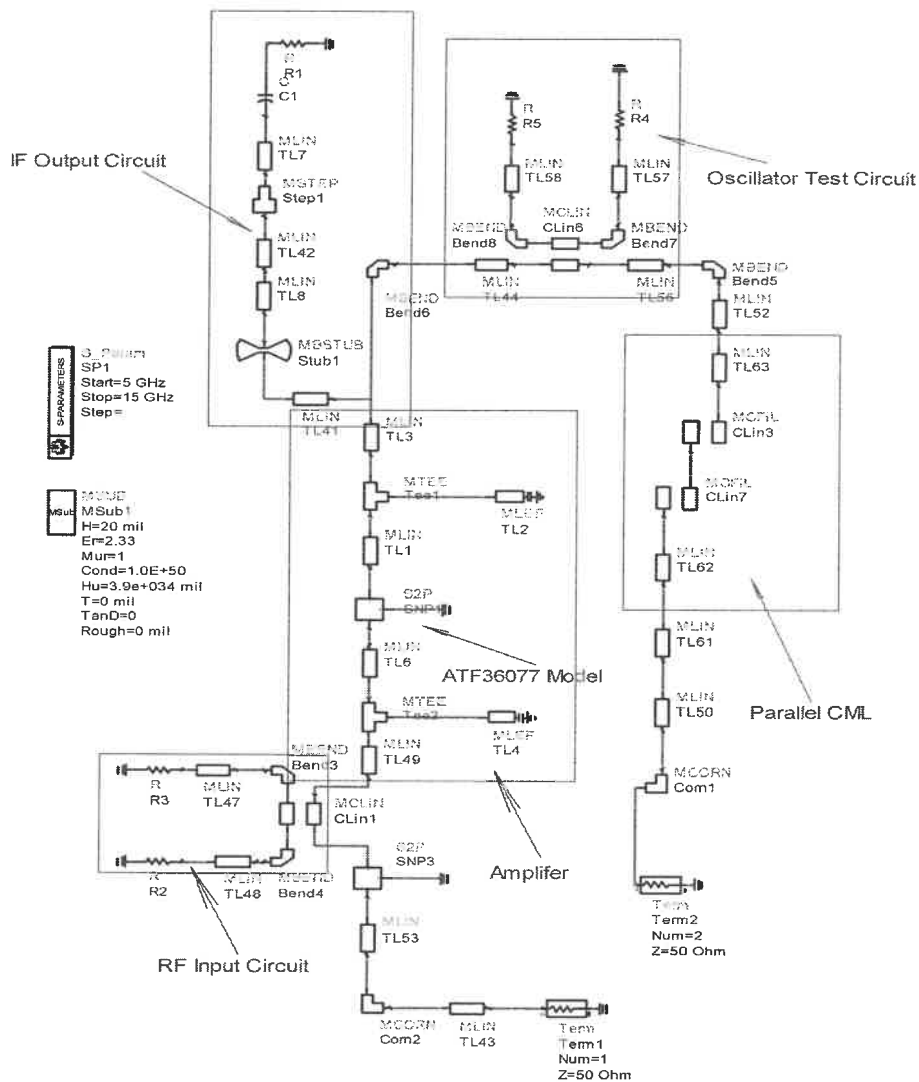 R
R1
C
C1
MLIN
TL7
MSTEP
Step1
MLIN
TL42
MLIN
TL8
MBSTUB
Stub1
MLIN
TL41
IF Output Circuit
R
R5
R
R4
MLIN
TL58
MLIN
TL57
MBEND
Bend8
MCLIN
CLin6
MBEND
Bend7
Oscillator Test Circuit
MLIN
TL44
MLIN
TL56
MBEND
Bend6
MBEND
Bend5
MLIN
TL52
S-PARAMETERS
S_Param
SP1
Start=5 GHz
Stop=15 GHz
Step=
MSub
MSUB
MSub1
H=20 mil
Er=2.33
Mur=1
Cond=1.0E+50
Hu=3.9e+034 mil
T=0 mil
TanD=0
Rough=0 mil
MLIN
TL3
MTEE
Tee1
MLEF
TL2
MLIN
TL1
S2P
SNP1
ATF36077 Model
MLIN
TL6
MTEE
Tee2
MLEF
TL4
MLIN
TL49
Amplifer
MLIN
TL63
MCFIL
CLin3
MCFIL
CLin7
MLIN
TL62
MLIN
TL61
MLIN
TL50
Parallel CML
MCORN
Corn1
Term
Term2
Num=2
Z=50 Ohm
MBEND
Bend3
R
R3
MLIN
TL47
MCLIN
CLin1
R
R2
MLIN
TL48
MBEND
Bend4
RF Input Circuit
S2P
SNP3
MLIN
TL53
MCORN
Corn2
MLIN
TL43
Term
Term1
Num=1
Z=50 Ohm